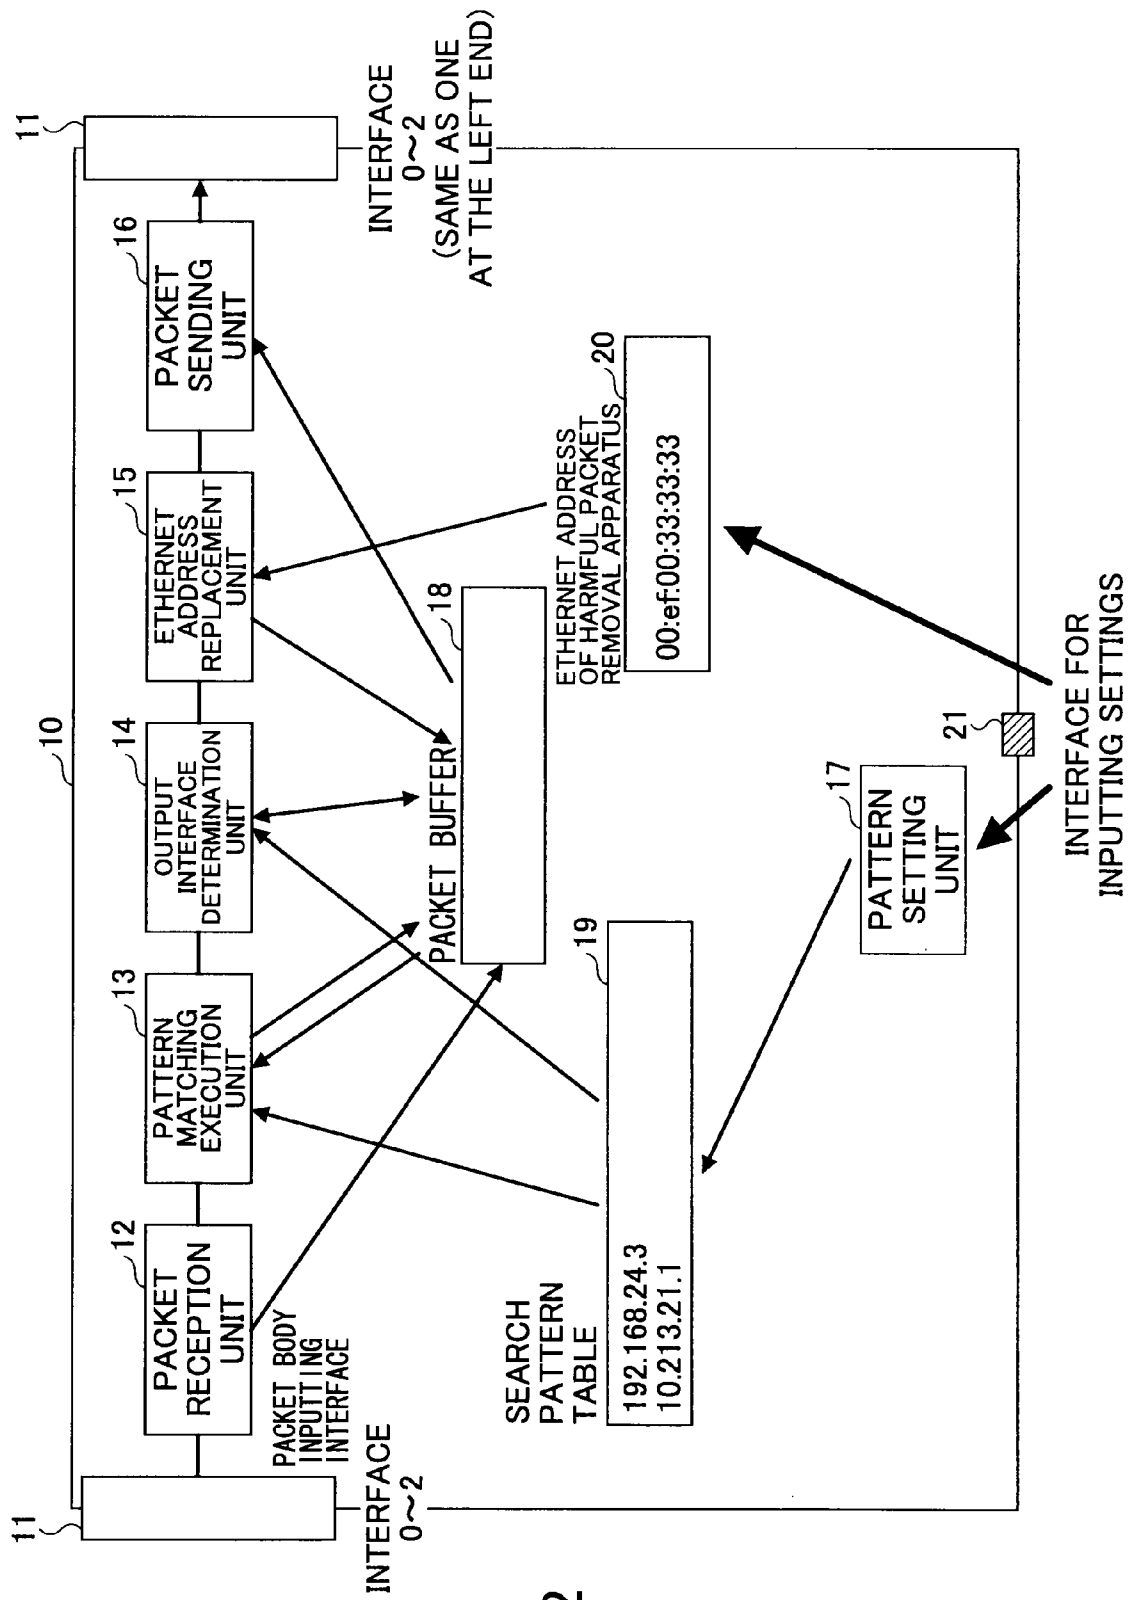 10
11
12
13
14
15
16
11
PACKET
RECEPTION
UNIT
PATTERN
MATCHING
EXECUTION
UNIT
OUTPUT
INTERFACE
DETERMINATION
UNIT
ETHERNET
ADDRESS
REPLACEMENT
UNIT
PACKET
SENDING
UNIT
PACKET BODY
INPUTTING
INTERFACE
INTERFACE
0～2
INTERFACE
0～2
(SAME AS ONE
AT THE LEFT END)
PACKET BUFFER
18
SEARCH
PATTERN
TABLE
19
192.168.24.3
10.213.21.1
ETHERNET ADDRESS
OF HARMFUL PACKET
REMOVAL APPARATUS
20
00:ef:00:33:33:33
17
PATTERN
SETTING
UNIT
21
INTERFACE FOR
INPUTTING SETTINGS